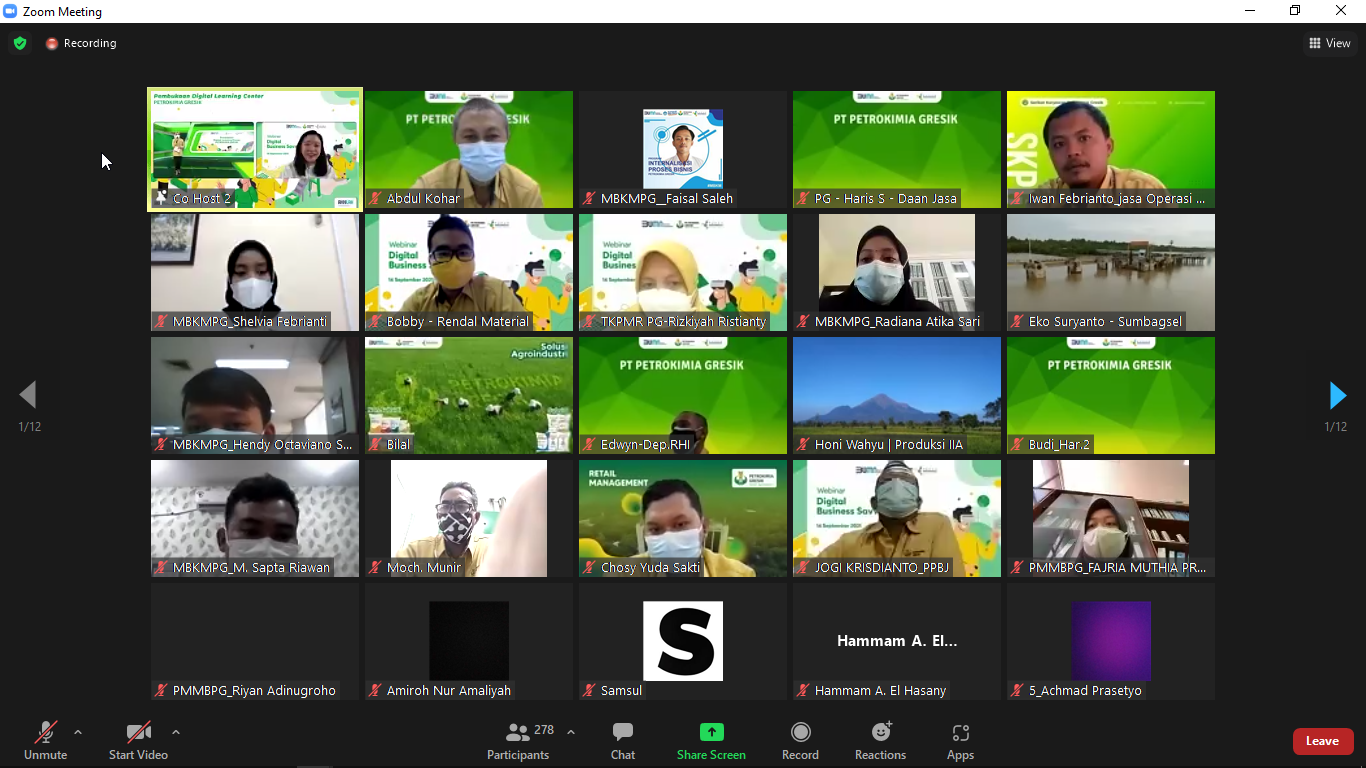 Zoom Meeting
Recording
View
Pembukaan Digital Learning Center
PETROKIMIA GRESIK
Webinar
Digital
Business Sav
Co Host 2
PT PETROKIMIA GRESIK
Abdul Kohar
INTERNALISASI
PROSES BISNIS
MBKMPG__Faisal Saleh
PT PETROKIMIA GRESIK
PG - Haris S - Daan Jasa
SKP
Iwan Febrianto_jasa Operasi ...
MBKMPG_Shelvia Febrianti
Webinar
Digital
Business
16 September 2021
Bobby - Rendal Material
Webinar
Digital
Business
16 September
TKPMR PG-Rizkiyah Ristianty
MBKMPG_Radiana Atika Sari
Eko Suryanto - Sumbagsel
1/12
MBKMPG_Hendy Octaviano S...
Solusi
Agroindustri
PETROKIMIA
Bilal
PT PETROKIMIA GRESIK
Edwyn-Dep.RHI
Honi Wahyu | Produksi IIA
PT PETROKIMIA GRESIK
Budi_Har.2
1/12
MBKMPG_M. Sapta Riawan
Moch. Munir
RETAIL
MANAGEMENT
PETROKIMIA
GRESIK
Chosy Yuda Sakti
Webinar
Digital
Business Savv
16 September 2021
JOGI KRISDIANTO_PPBJ
PMMBPG_FAJRIA MUTHIA PR...
PMMBPG_Riyan Adinugroho
Amiroh Nur Amaliyah
S
Samsul
Hammam A. El...
Hammam A. El Hasany
5_Achmad Prasetyo
Unmute
Start Video
Participants
278
Chat
Share Screen
Record
Reactions
Apps
Leave